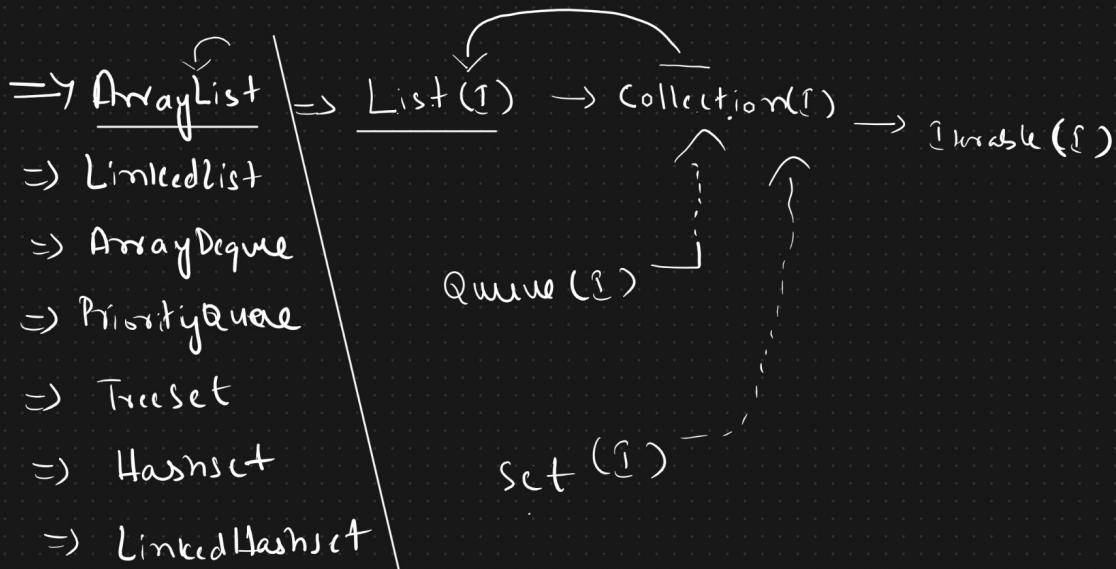 => ArrayList => List (I) -> Collection(I) -> Iterable (I)
=> Linkedlist
=> ArrayDeque
Queue (I)
=> PriorityQueue
=> TreeSet
=> Hashset
Set (I)
=> LinkedHashset